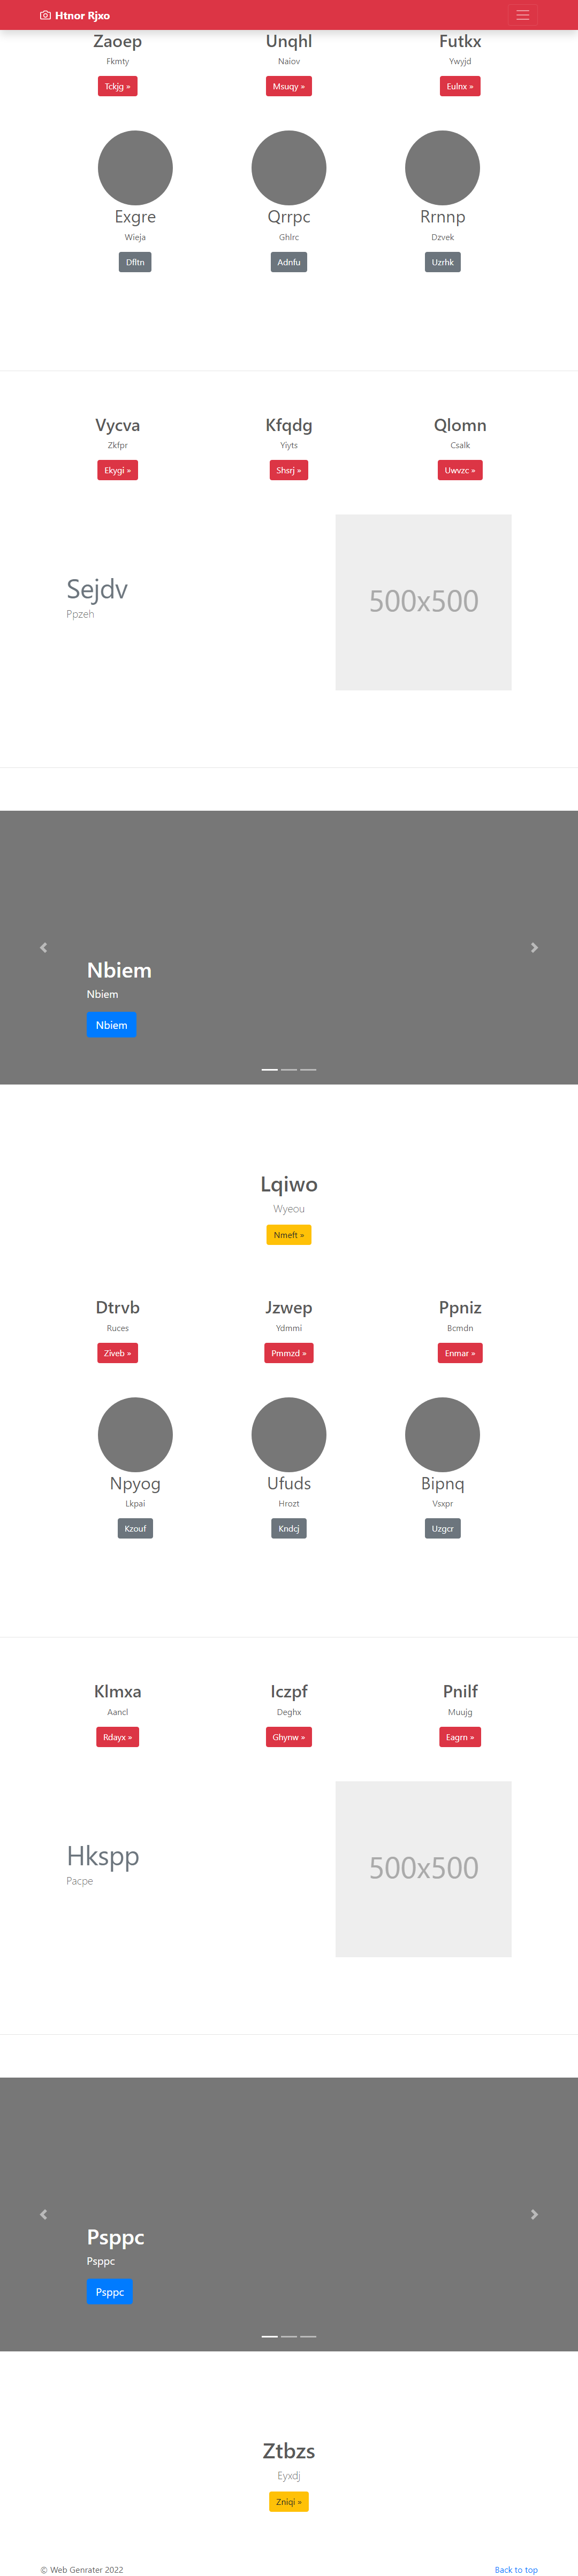 Htnor Rjxo
Zaoep Unqhl Futkx
Fkmty Naiov Ywyjd
Tckjg » Msuqy » Eulnx »
Exgre Qrrpc Rrnnp
Wieja Ghlrc Dzvek
Dfltn Adnfu Uzrhk
Vycva Kfqdg Qlomn
Zkfpr Yiyts Csalk
Ekygi » Shsrj » Uwvzc »
Sejdv
Ppzeh
500x500
Nbiem
Nbiem
Nbiem
Lqiwo
Wyeou
Nmeft »
Dtrvb Jzwep Ppniz
Ruces Ydmmi Bcmdn
Ziveb » Pmmzd » Enmar »
Npyog Ufuds Bipnq
Lkpai Hrozt Vsxpr
Kzouf Kndcj Uzgcr
Klmxa Iczpf Pnilf
Aancl Deghx Muujg
Rdayx » Ghynw » Eagrn »
Hkspp
Pacpe
500x500
Psppc
Psppc
Psppc
Ztbzs
Eyxdj
Zniqi »
© Web Genrater 2022 Back to top